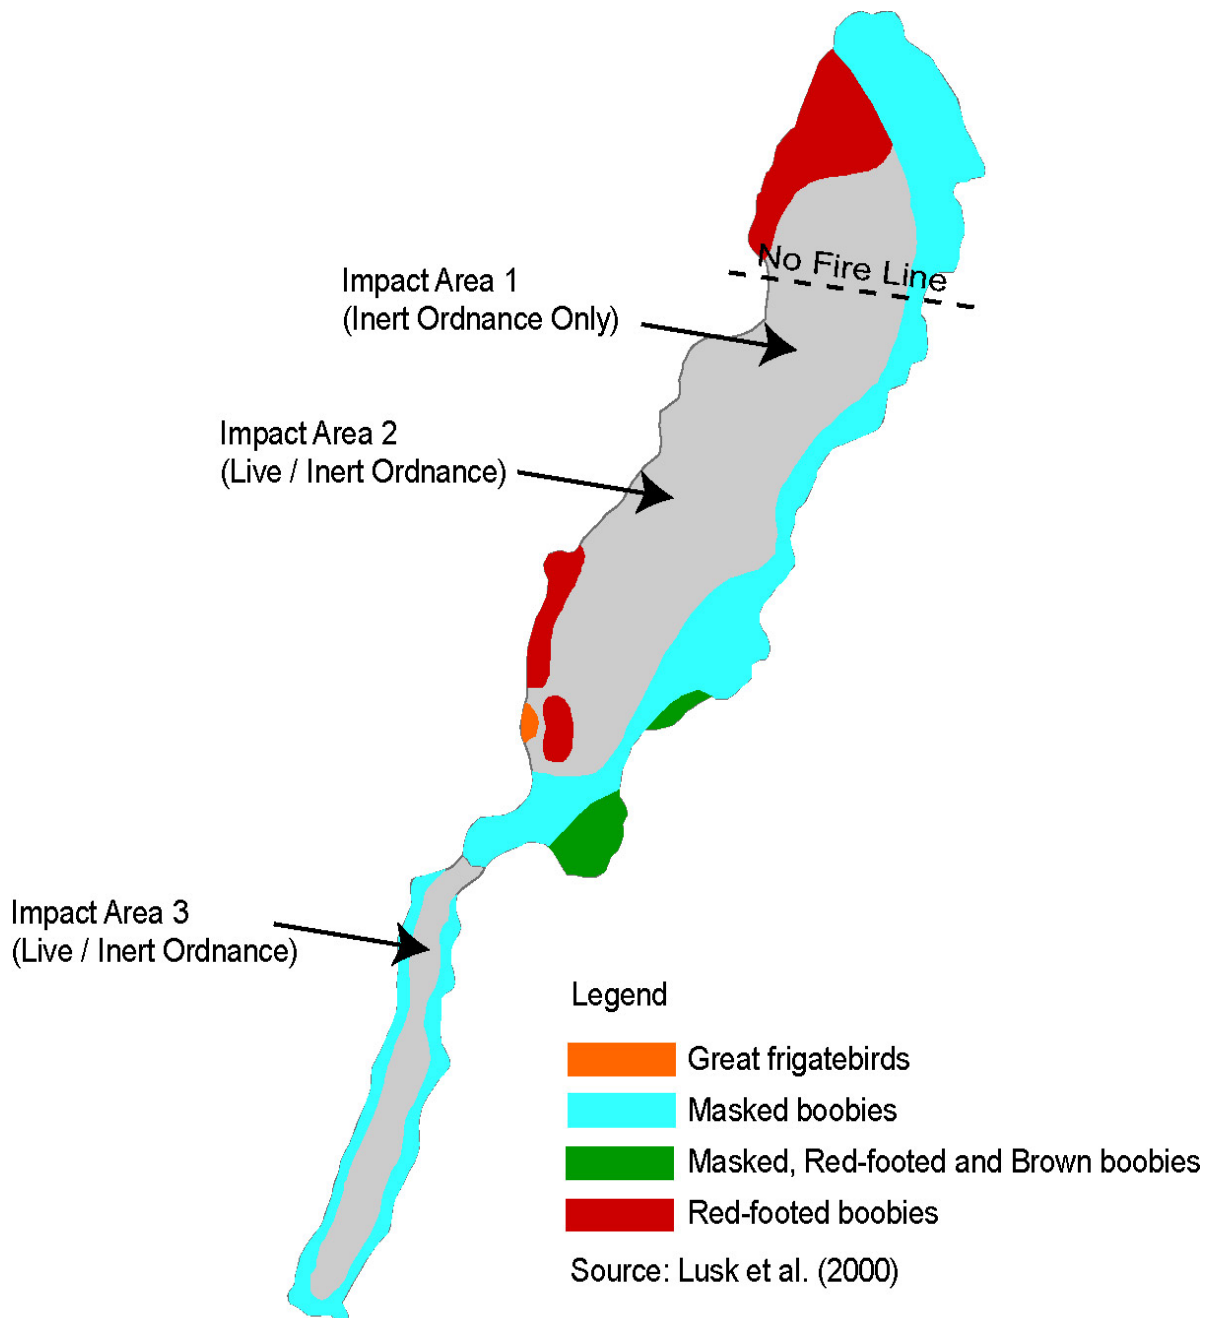 No Fire Line
Impact Area 1
(Inert Ordnance Only)
Impact Area 2
(Live / Inert Ordnance)
Impact Area 3
(Live / Inert Ordnance)
Legend
Great frigatebirds
Masked boobies
Masked, Red-footed and Brown boobies
Red-footed boobies
Source: Lusk et al. (2000)